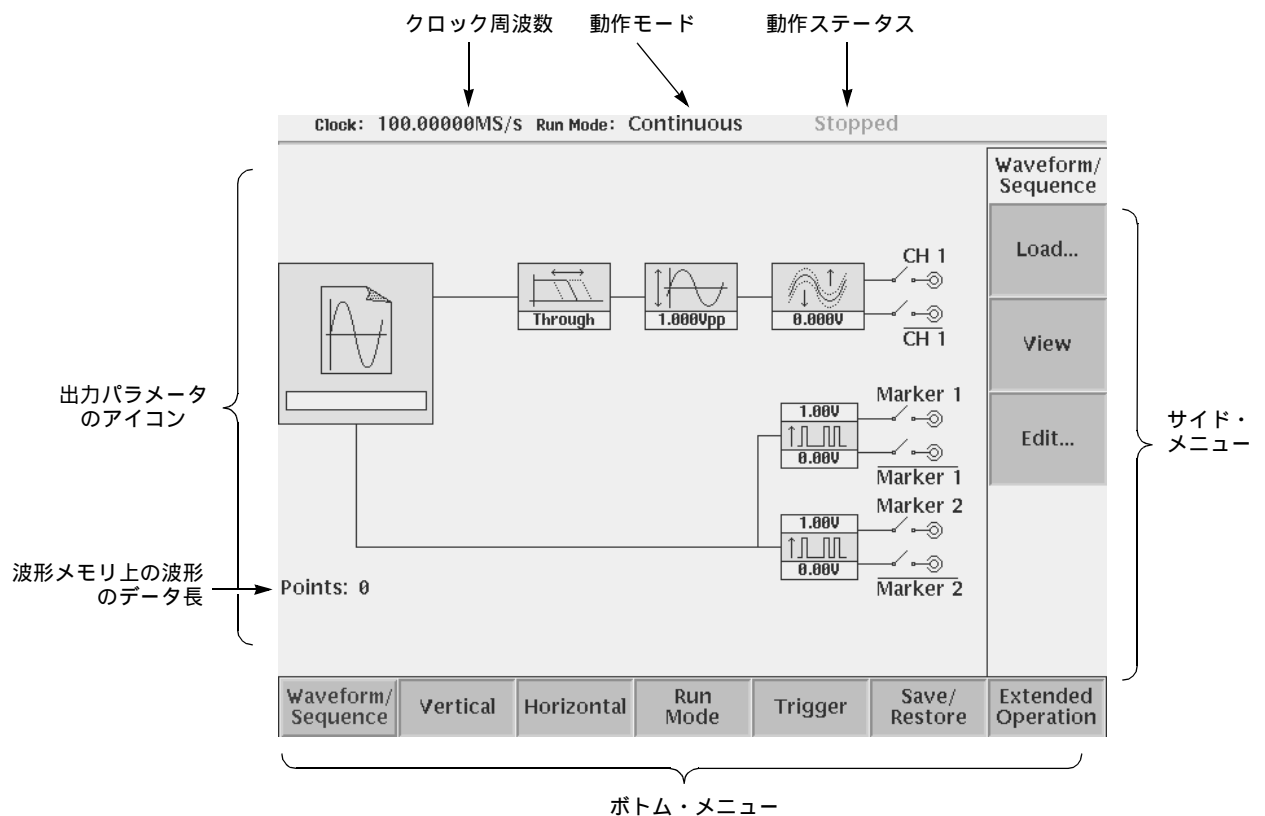 クロック周波数 動作モード 動作ステータス
Clock: 100.00000MS/s Run Mode: Continuous Stopped
Waveform/
Sequence
Load...
View
Edit...
CH 1
Through
1.000Vpp
0.000V
CH 1
Marker 1
1.00V
0.00V
Marker 1
Marker 2
1.00V
0.00V
Marker 2
出力パラメータ
のアイコン
サイド・
メニュー
波形メモリ上の波形
のデータ長
Points: 0
Waveform/
Sequence
Vertical
Horizontal
Run
Mode
Trigger
Save/
Restore
Extended
Operation
ボトム・メニュー